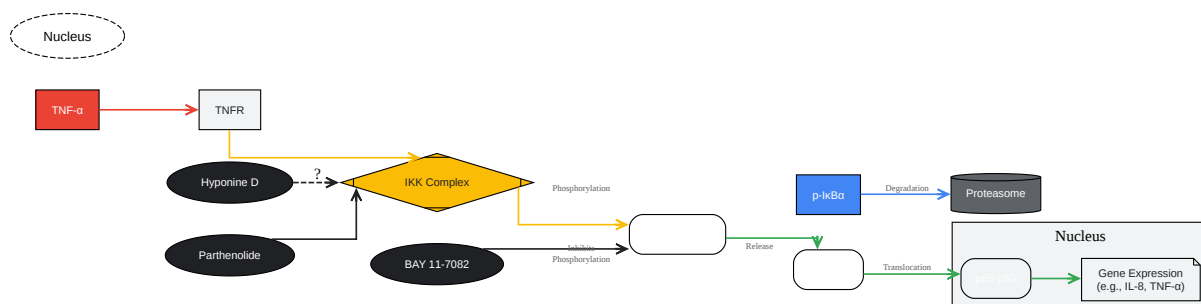 Nucleus
TNF-α
TNFR
Hyponine D
?
IKK Complex
Phosphorylation
p-IκBα
Degradation
Proteasome
Parthenolide
BAY 11-7082
Inhibits
Phosphorylation
Release
Nucleus
Translocation
p65-p50
Gene Expression
(e.g., IL-8, TNF-α)